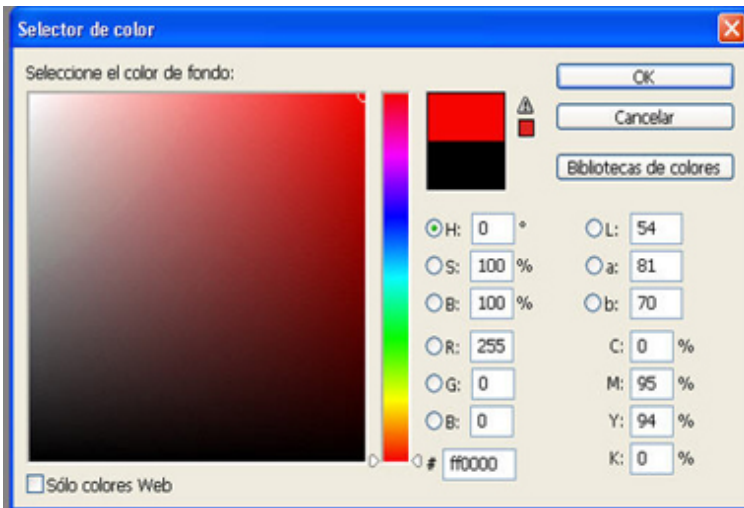 Selector de color
Seleccione el color de fondo:
OK
Cancelar
Bibliotecas de colores
H: 0 °
S: 100 %
B: 100 %
R: 255
G: 0
B: 0
# ff0000
L: 54
a: 81
b: 70
C: 0 %
M: 95 %
Y: 94 %
K: 0 %
Sólo colores Web